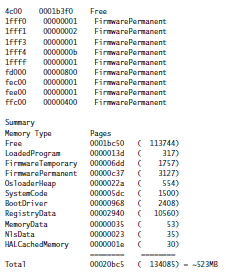 4c00 0001b3f0 Free
1fff0 00000001 FirmwarePermanent
1fff1 00000002 FirmwarePermanent
1fff3 00000001 FirmwarePermanent
1fff4 0000000b FirmwarePermanent
1ffff 00000001 FirmwarePermanent
fd000 00000800 FirmwarePermanent
fec00 00000001 FirmwarePermanent
fee00 00000001 FirmwarePermanent
ffc00 00000400 FirmwarePermanent
Summary
Memory Type Pages
Free 0001bc50 ( 113744)
LoadedProgram 0000013d ( 317)
FirmwareTemporary 000006dd ( 1757)
FirmwarePermanent 00000c37 ( 3127)
OsloaderHeap 0000022a ( 554)
SystemCode 000005dc ( 1500)
BootDriver 00000968 ( 2408)
RegistryData 00002940 ( 10560)
MemoryData 00000035 ( 53)
NlsData 00000023 ( 35)
HALCachedMemory 0000001e ( 30)
======== ========
Total 00020bc5 ( 134085) = ~523MB